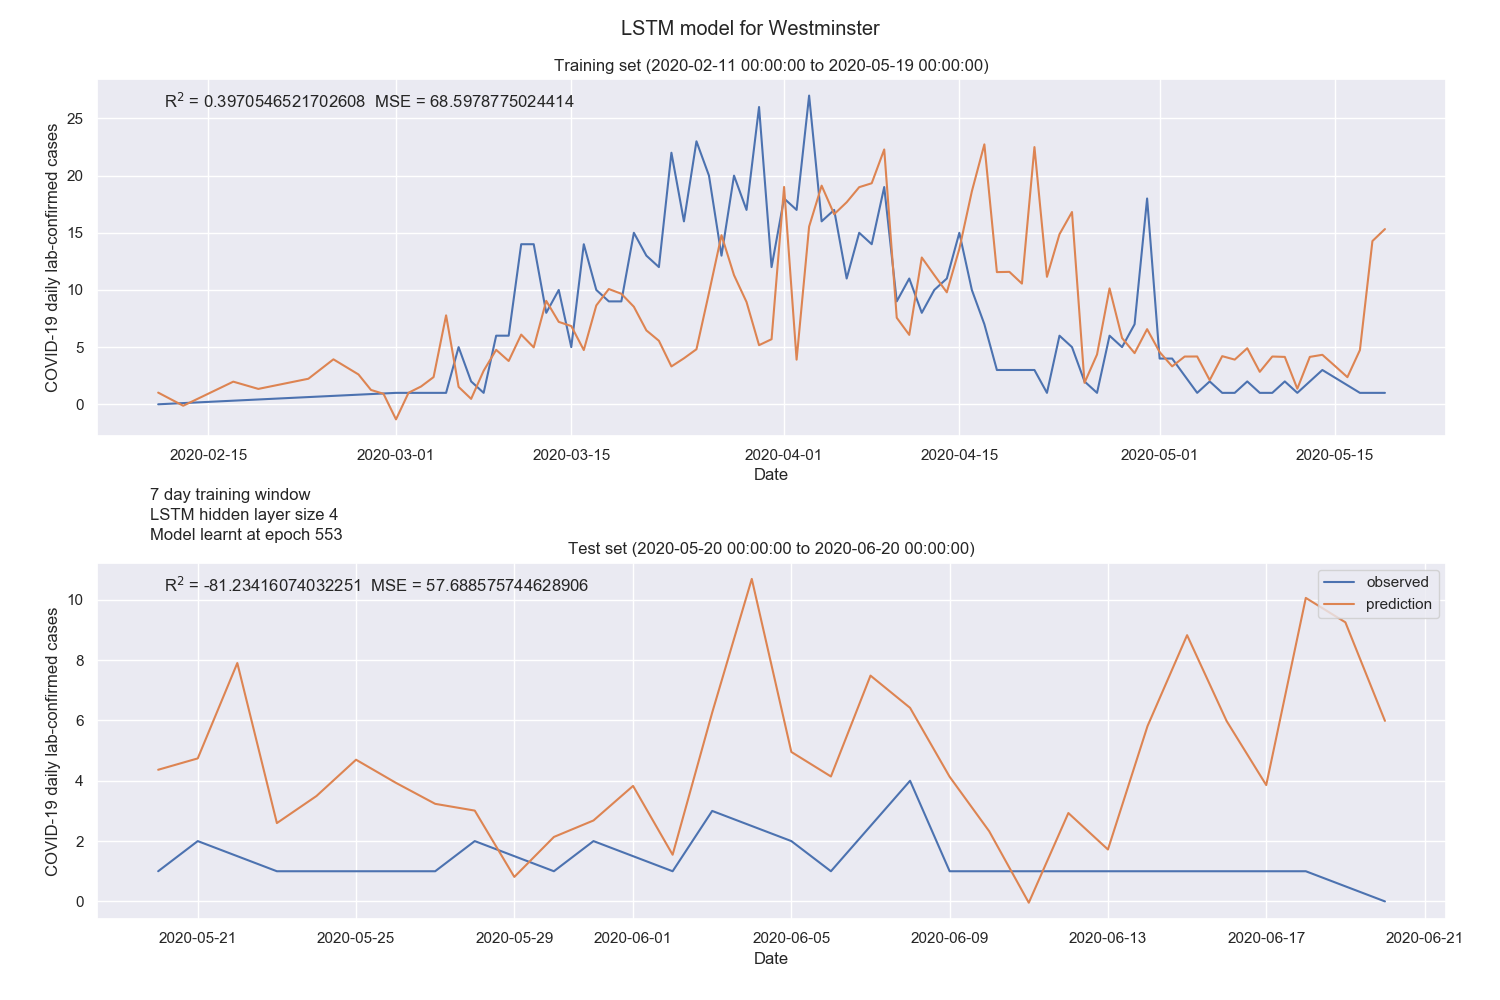 LSTM model for Westminster
Training set (2020-02-11 00:00:00 to 2020-05-19 00:00:00)
R² = 0.3970546521702608 MSE = 68.5978775024414
COVID-19 daily lab-confirmed cases
25
20
15
10
5
0
2020-02-15 2020-03-01 2020-03-15 2020-04-01 2020-04-15 2020-05-01 2020-05-15
Date
7 day training window
LSTM hidden layer size 4
Model learnt at epoch 553
Test set (2020-05-20 00:00:00 to 2020-06-20 00:00:00)
R² = -81.23416074032251 MSE = 57.688575744628906
observed
prediction
COVID-19 daily lab-confirmed cases
10
8
6
4
2
0
2020-05-21 2020-05-25 2020-05-29 2020-06-01 2020-06-05 2020-06-09 2020-06-13 2020-06-17 2020-06-21
Date